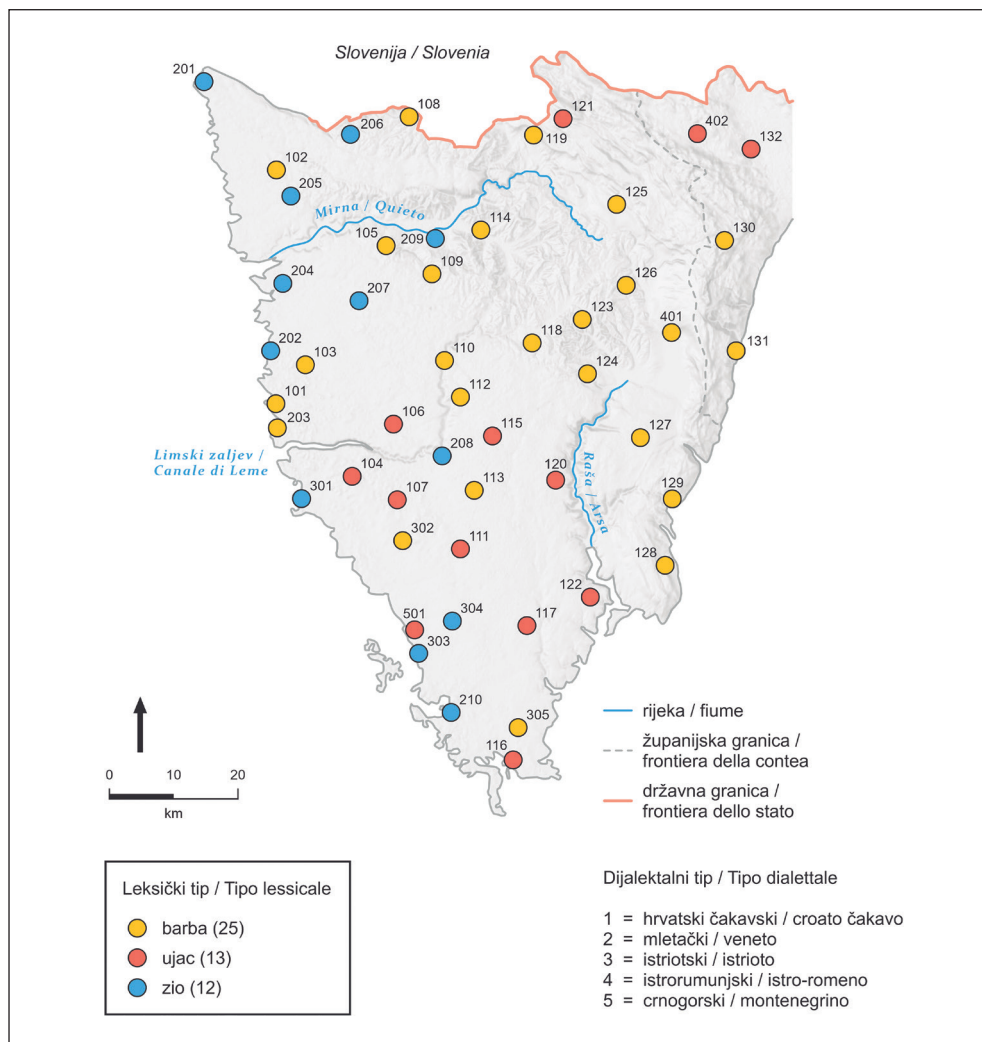 Slovenija / Slovenia
201
108
121
206
402
119
132
102
205
125
Mirna / Quieto
114
130
105
209
109
204
126
207
123
401
118
202
131
103
110
124
112
101
106
203
115
127
208
Limski zaljev /
Canale di Leme
104
120
Raša / Arsa
113
129
301
107
302
111
128
122
304
117
501
303
210
305
116
0 10 20
km
rijeka / fiume
županijska granica /
frontiera della contea
državna granica /
frontiera dello stato
Leksički tip / Tipo lessicale
barba (25)
ujac (13)
zio (12)
Dijalektalni tip / Tipo dialettale
1 = hrvatski čakavski / croato čakavo
2 = mletački / veneto
3 = istriotski / istrioto
4 = istrorumunjski / istro-romeno
5 = crnogorski / montenegrino